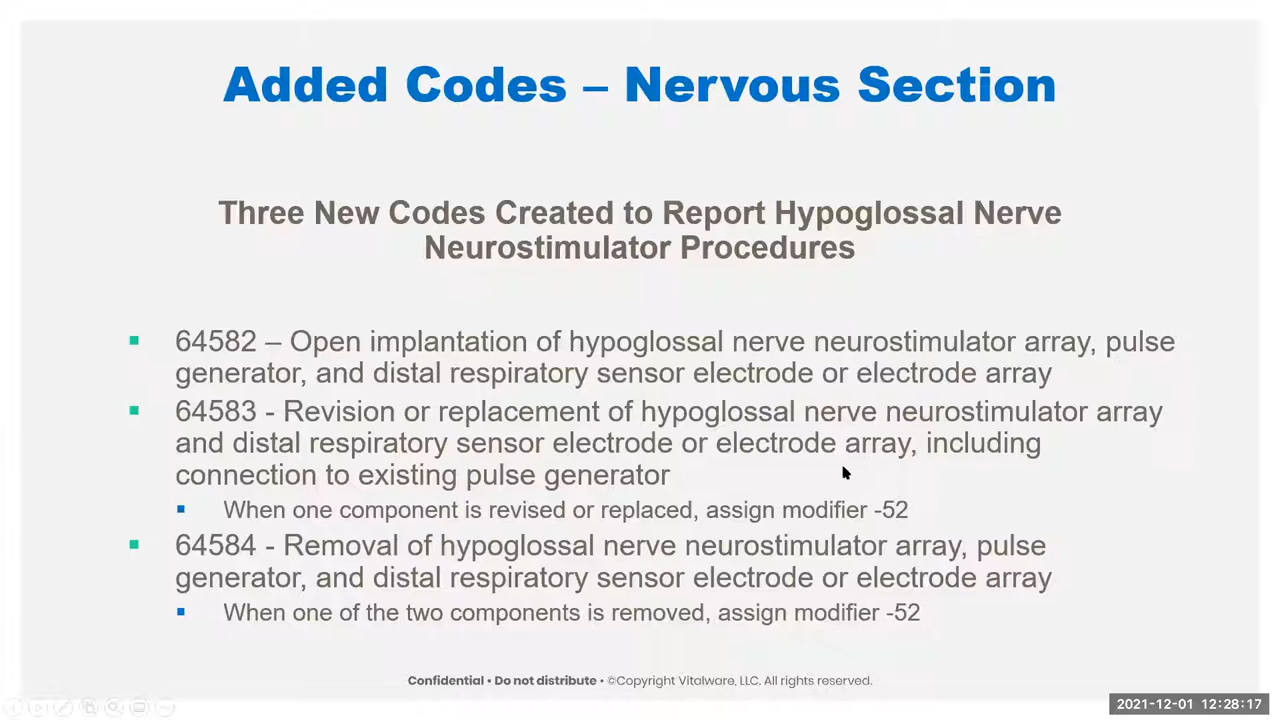 Added Codes – Nervous Section
Three New Codes Created to Report Hypoglossal Nerve
Neurostimulator Procedures
64582 – Open implantation of hypoglossal nerve neurostimulator array, pulse
generator, and distal respiratory sensor electrode or electrode array
64583 - Revision or replacement of hypoglossal nerve neurostimulator array
and distal respiratory sensor electrode or electrode array, including
connection to existing pulse generator
When one component is revised or replaced, assign modifier -52
64584 - Removal of hypoglossal nerve neurostimulator array, pulse
generator, and distal respiratory sensor electrode or electrode array
When one of the two components is removed, assign modifier -52
Confidential • Do not distribute • ©Copyright Vitalware, LLC. All rights reserved.
2021-12-01 12:28:17